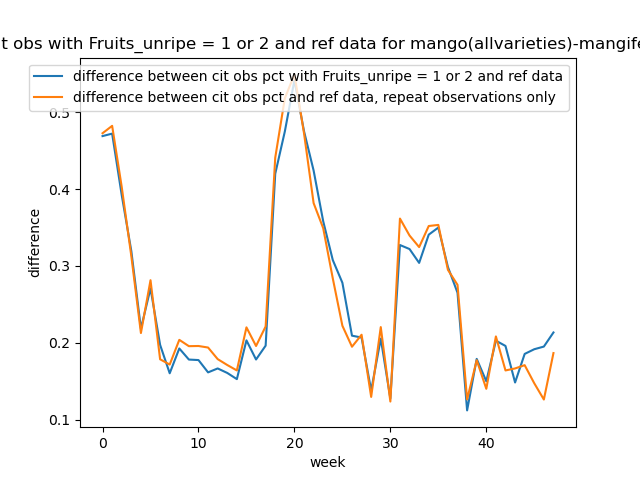 t obs with Fruits_unripe = 1 or 2 and ref data for mango(allvarieties)-mangife
difference between cit obs pct with Fruits_unripe = 1 or 2 and ref data
difference between cit obs pct and ref data, repeat observations only
0.5
0.4
0.3
0.2
0.1
difference
0 10 20 30 40
week